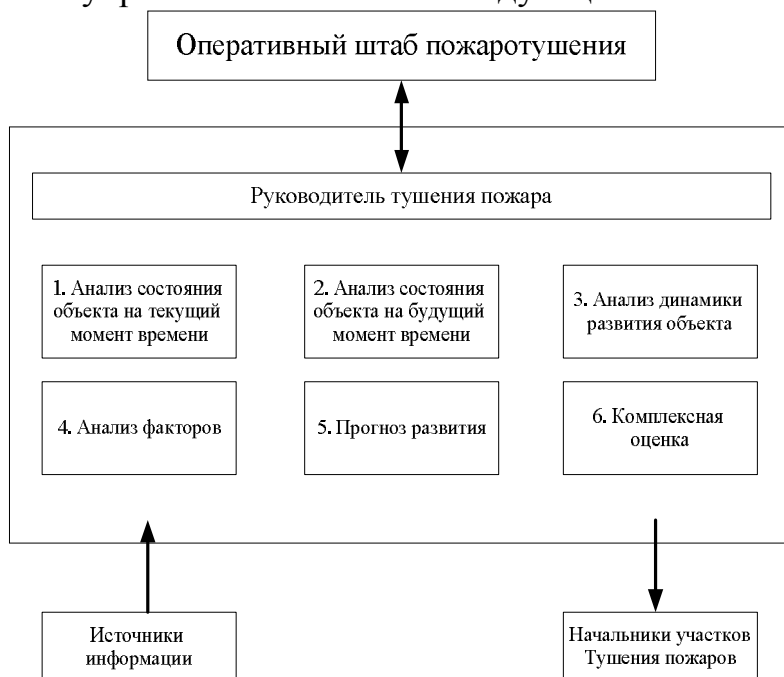 Оперативный штаб пожаротушения
Руководитель тушения пожара
1. Анализ состояния
объекта на текущий
момент времени
2. Анализ состояния
объекта на будущий
момент времени
3. Анализ динамики
развития объекта
4. Анализ факторов
5. Прогноз развития
6. Комплексная
оценка
Источники
информации
Начальники участков
Тушения пожаров